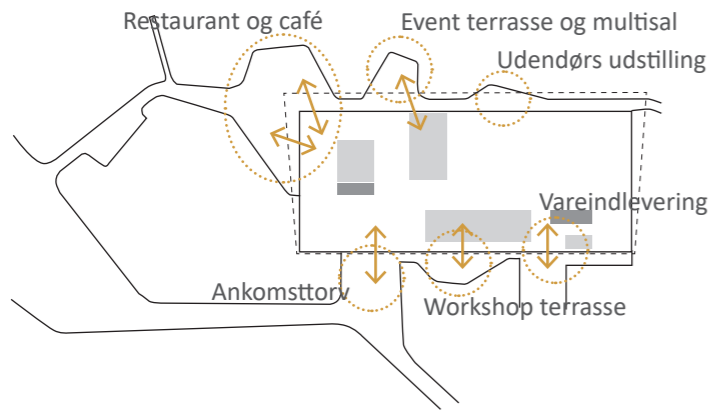 Restaurant og café
Event terrasse og multisal
Udendørs udstilling
Vareindlevering
Ankomsttorv
Workshop terrasse